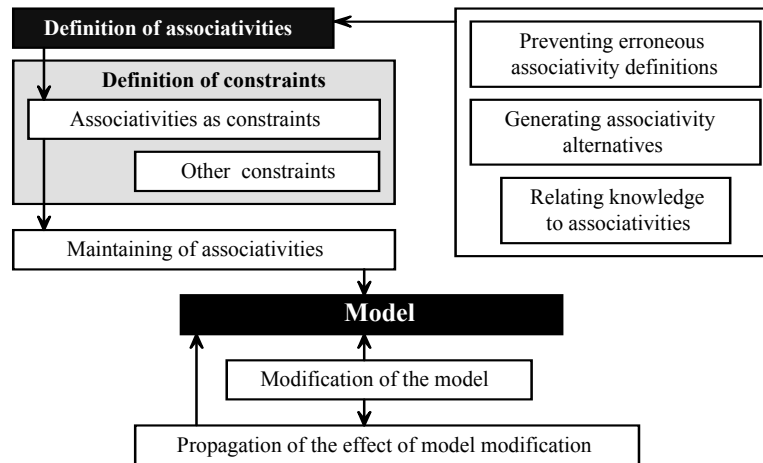 Definition of associativities
Definition of constraints
Associativities as constraints
Other constraints
Maintaining of associativities
Preventing erroneous
associativity definitions
Generating associativity
alternatives
Relating knowledge
to associativities
Model
Modification of the model
Propagation of the effect of model modification